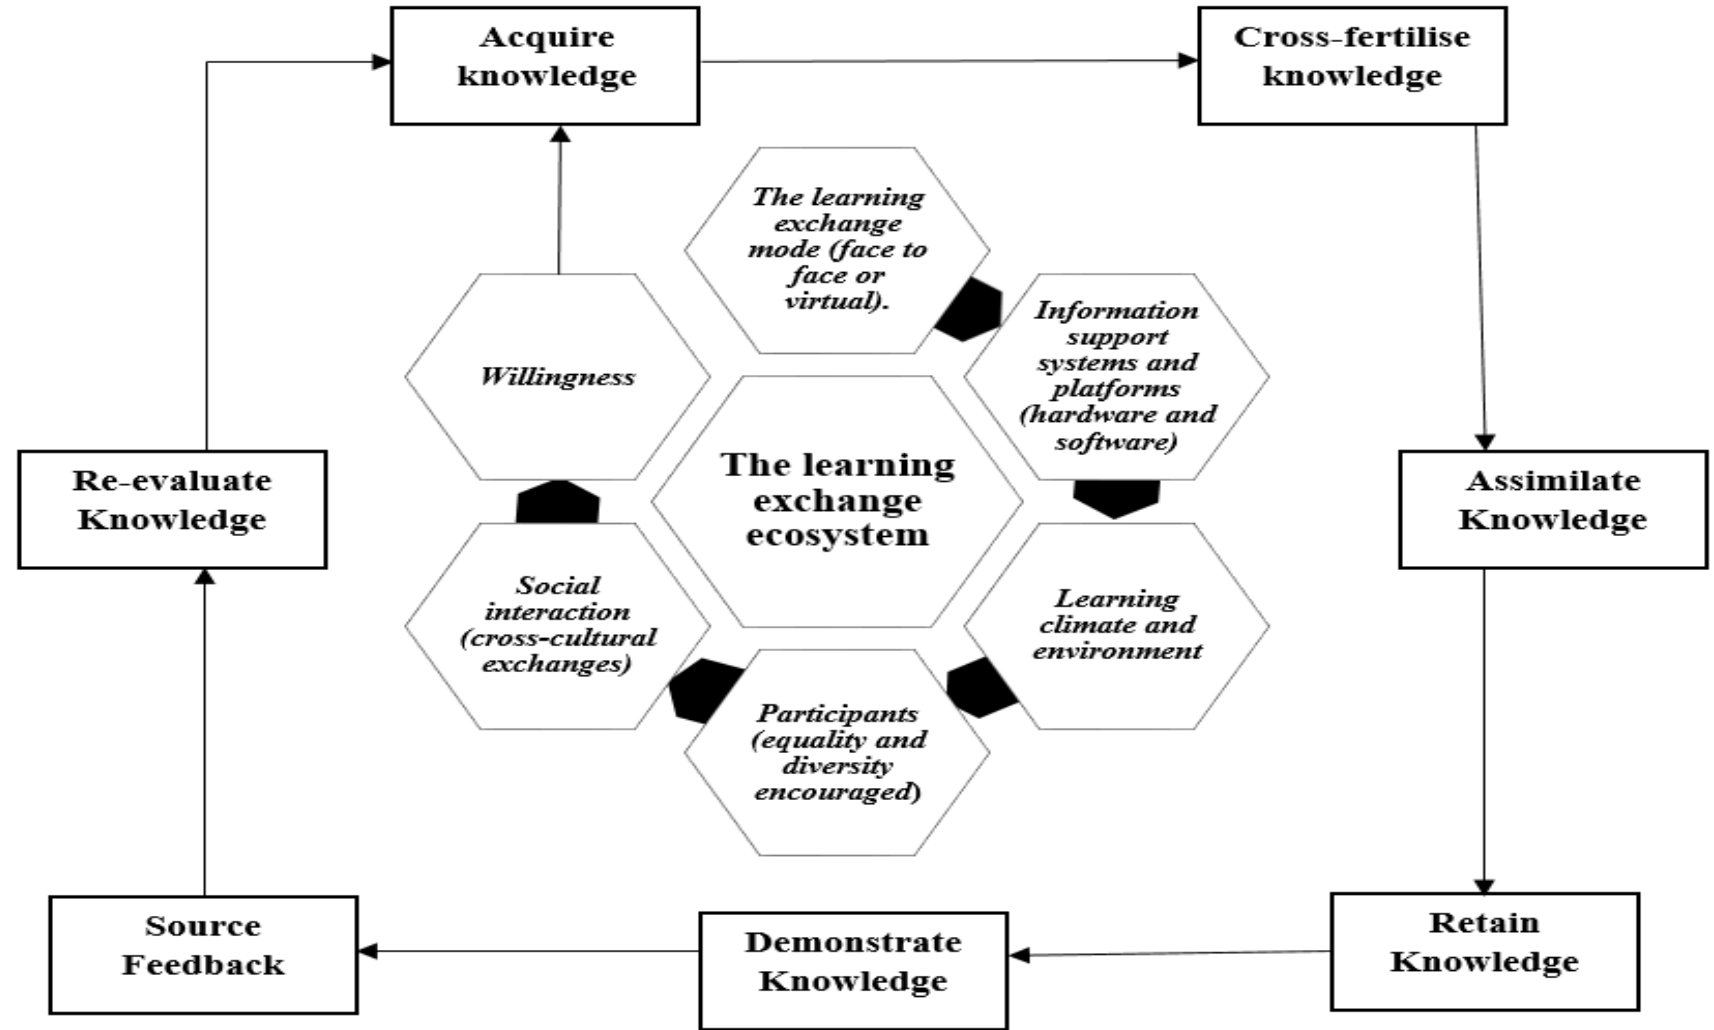 Acquire
knowledge
Cross-fertilise
knowledge
The learning
exchange
mode (face to
face or
virtual).
Information
support
systems and
platforms
(hardware and
software)
Willingness
The learning
exchange
ecosystem
Re-evaluate
Knowledge
Assimilate
Knowledge
Social
interaction
(cross-cultural
exchanges)
Learning
climate and
environment
Participants
(equality and
diversity
encouraged)
Source
Feedback
Demonstrate
Knowledge
Retain
Knowledge